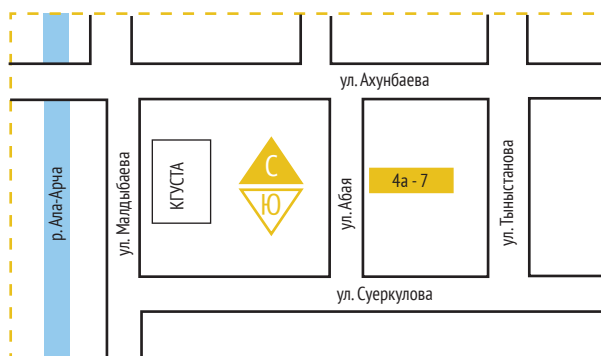 ул. Ахунбаева
р. Ала-Арча
ул. Малдыбаева
КГУСТА
С
Ю
ул. Абая
4а - 7
ул. Тыныстанова
ул. Суеркулова